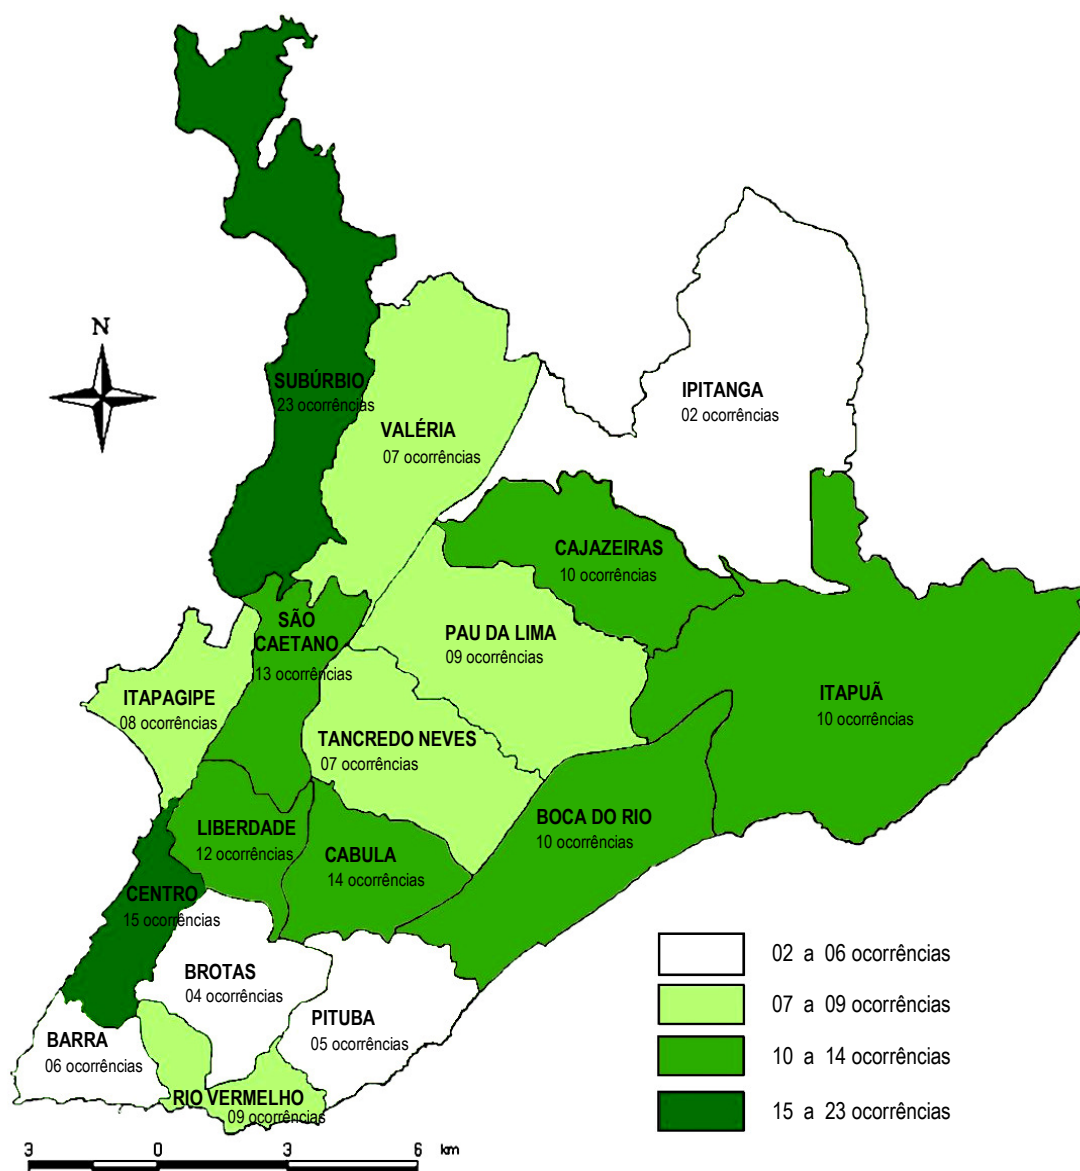 N
SUBÚRBIO
23 ocorrências
IPITANGA
02 ocorrências
VALÉRIA
07 ocorrências
CAJAZEIRAS
10 ocorrências
SÃO
CAETANO
13 ocorrências
PAU DA LIMA
09 ocorrências
ITAPAGIPE
08 ocorrências
ITAPUÃ
10 ocorrências
TANCREDO NEVES
07 ocorrências
BOCA DO RIO
10 ocorrências
LIBERDADE
12 ocorrências
CABULA
14 ocorrências
CENTRO
15 ocorrências
BROTAS
04 ocorrências
PITUBA
05 ocorrências
BARRA
06 ocorrências
RIO VERMELHO
09 ocorrências
02 a 06 ocorrências
07 a 09 ocorrências
10 a 14 ocorrências
15 a 23 ocorrências
3 0 3 6 km